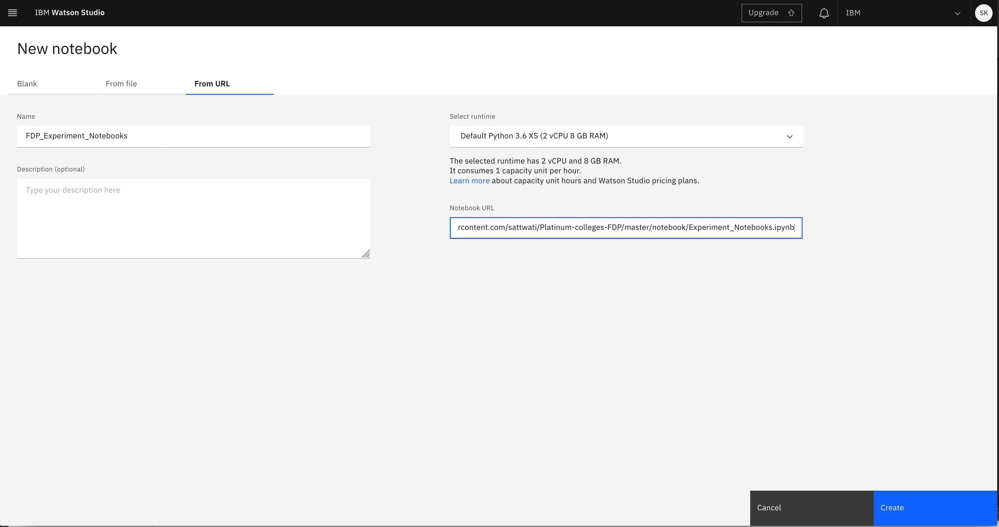 IBM Watson Studio
Upgrade
IBM
SK
New notebook
Blank
From file
From URL
Name
FDP_Experiment_Notebooks
Description (optional)
Type your description here
Select runtime
Default Python 3.6 XS (2 vCPU 8 GB RAM)
The selected runtime has 2 vCPU and 8 GB RAM.
It consumes 1 capacity unit per hour.
Learn more about capacity unit hours and Watson Studio pricing plans.
Notebook URL
rcontent.com/sattwati/Platinum-colleges-FDP/master/notebook/Experiment_Notebooks.ipynb
Cancel
Create